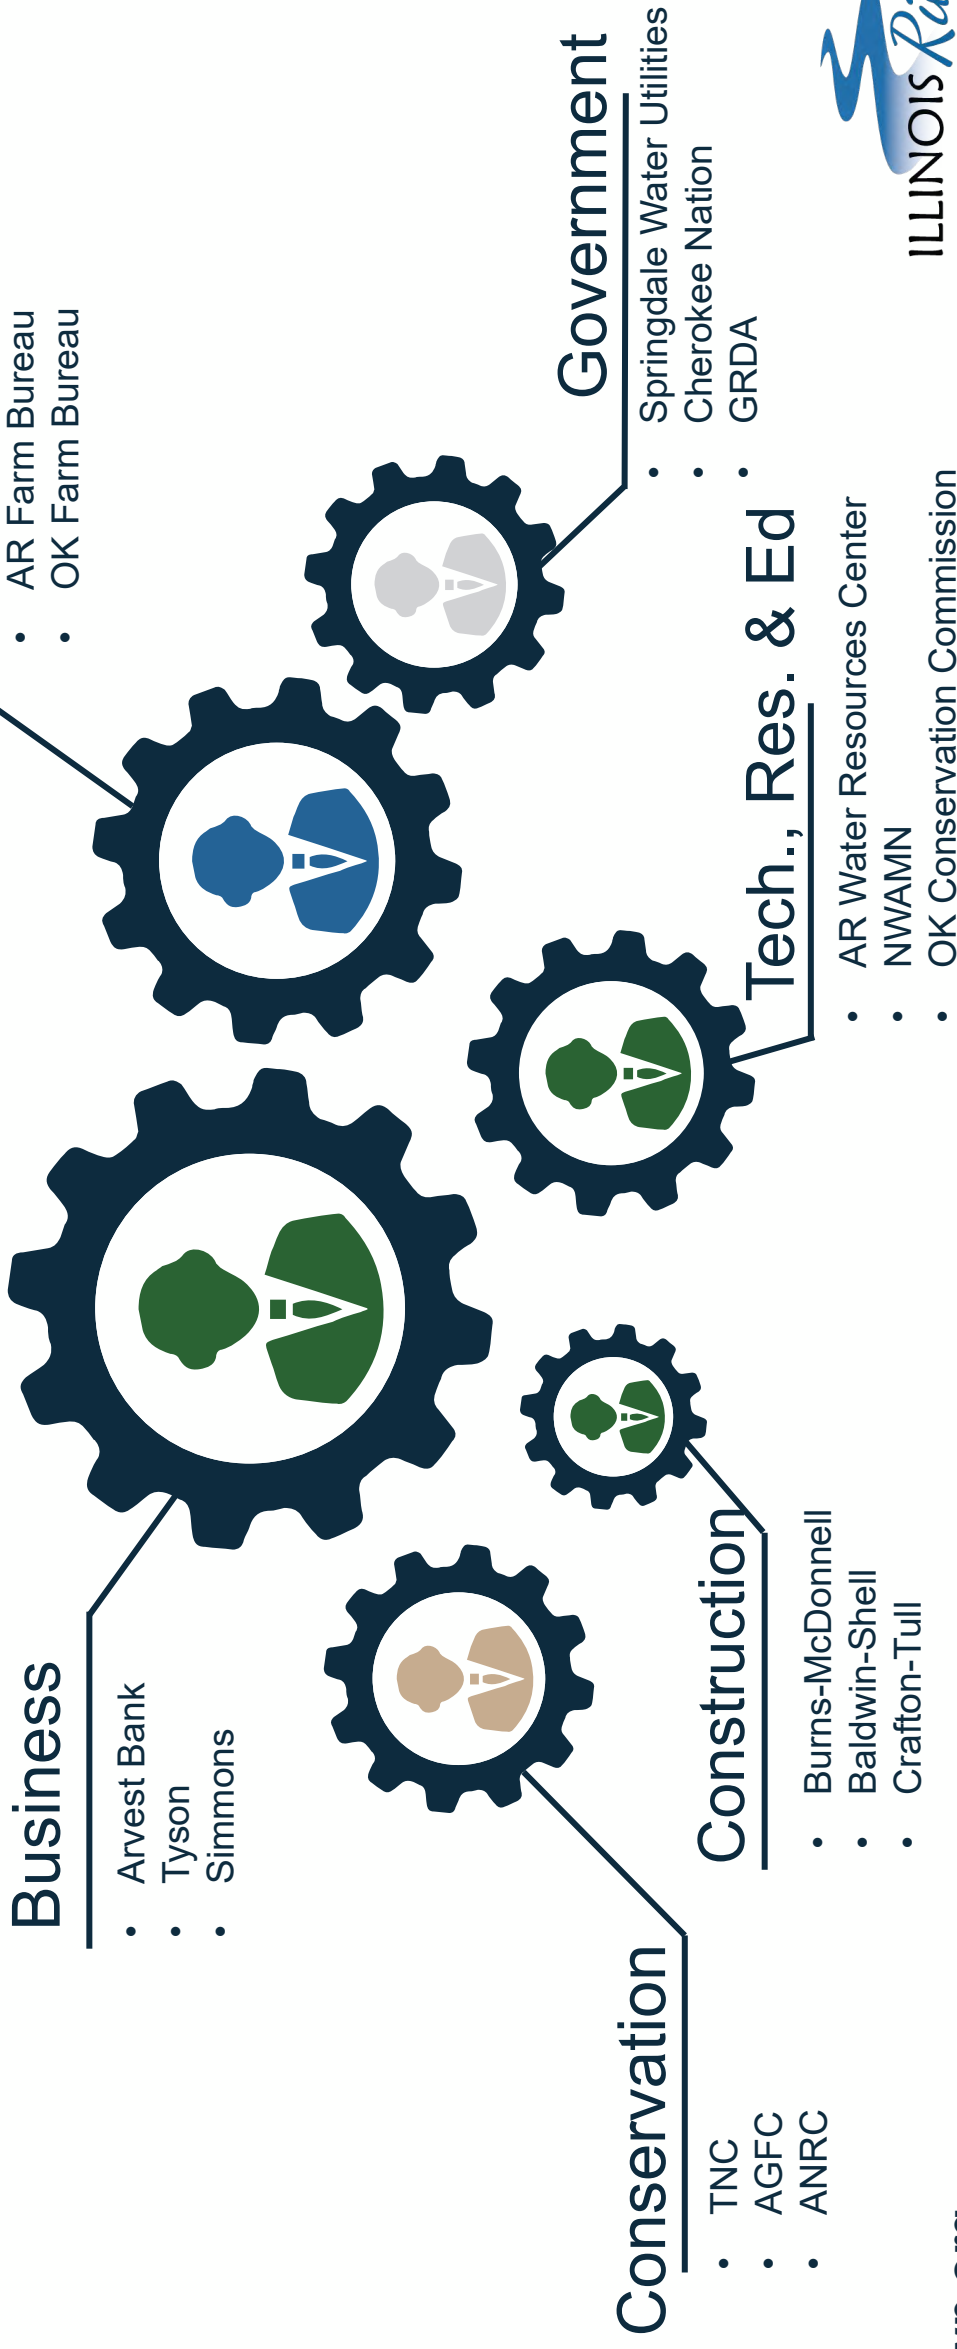 • AR Farm Bureau
• OK Farm Bureau
Business
• Arvest Bank
• Tyson
• Simmons
Government
• Springdale Water Utilities
• Cherokee Nation
• GRDA
Conservation
• TNC
• AGFC
• ANRC
Construction
• Burns-McDonnell
• Baldwin-Shell
• Crafton-Tull
Tech., Res. & Ed
• AR Water Resources Center
• NWAMN
• OK Conservation Commission
ILLINOIS